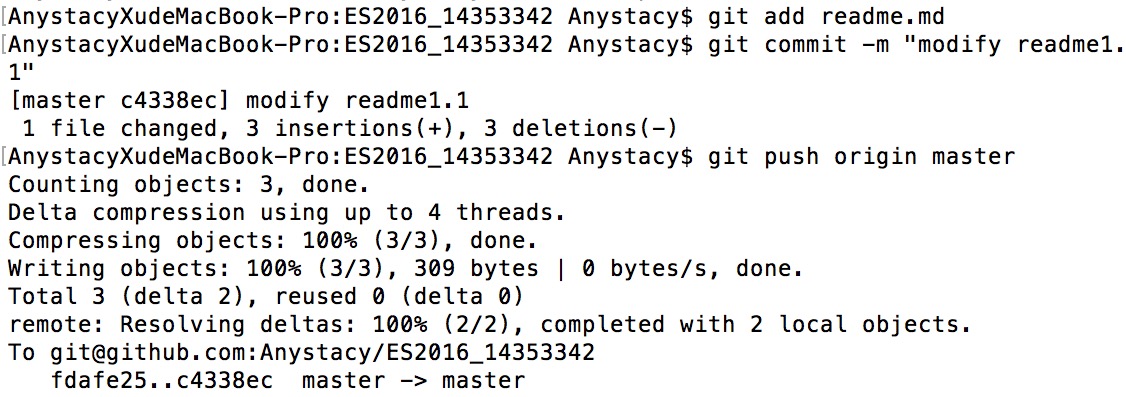 [AnystacyXudeMacBook-Pro:ES2016_14353342 Anystacy$ git add readme.md
[AnystacyXudeMacBook-Pro:ES2016_14353342 Anystacy$ git commit -m "modify readme1.
1"
[master c4338ec] modify readme1.1
 1 file changed, 3 insertions(+), 3 deletions(-)
[AnystacyXudeMacBook-Pro:ES2016_14353342 Anystacy$ git push origin master
Counting objects: 3, done.
Delta compression using up to 4 threads.
Compressing objects: 100% (3/3), done.
Writing objects: 100% (3/3), 309 bytes | 0 bytes/s, done.
Total 3 (delta 2), reused 0 (delta 0)
remote: Resolving deltas: 100% (2/2), completed with 2 local objects.
To git@github.com:Anystacy/ES2016_14353342
   fdafe25..c4338ec  master -> master